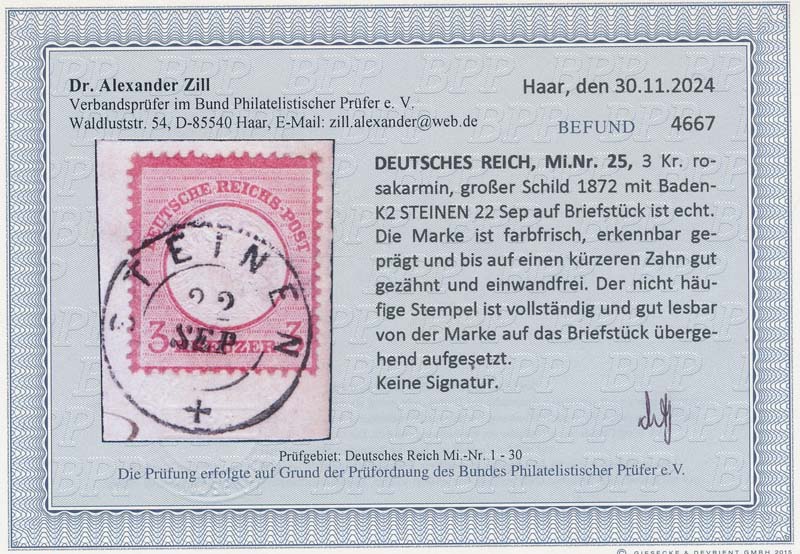 Dr. Alexander Zill
Verbandsprüfer im Bund Philatelistischer Prüfer e. V.
Waldluststr. 54, D-85540 Haar, E-Mail: zill.alexander@web.de
Haar, den 30.11.2024
BEFUND 4667
DEUTSCHES REICH, Mi.Nr. 25, 3 Kr. ro-
sakarmin, großer Schild 1872 mit Baden-
K2 STEINEN 22 Sep auf Briefstück ist echt.
Die Marke ist farbfrisch, erkennbar ge-
prägt und bis auf einen kürzeren Zahn gut
gezähnt und einwandfrei. Der nicht häu-
fige Stempel ist vollständig und gut lesbar
von der Marke auf das Briefstück überge-
hend aufgesetzt.
Keine Signatur.
DEUTSCHE REICHS-POST
STEINEN
22
SEP
3 KREUZER 3
Prüfgebiet: Deutsches Reich Mi.-Nr. 1 - 30
Die Prüfung erfolgte auf Grund der Prüfordnung des Bundes Philatelistischer Prüfer e.V.
BPP
© GIESECKE & DEVRIENT GMBH 2015